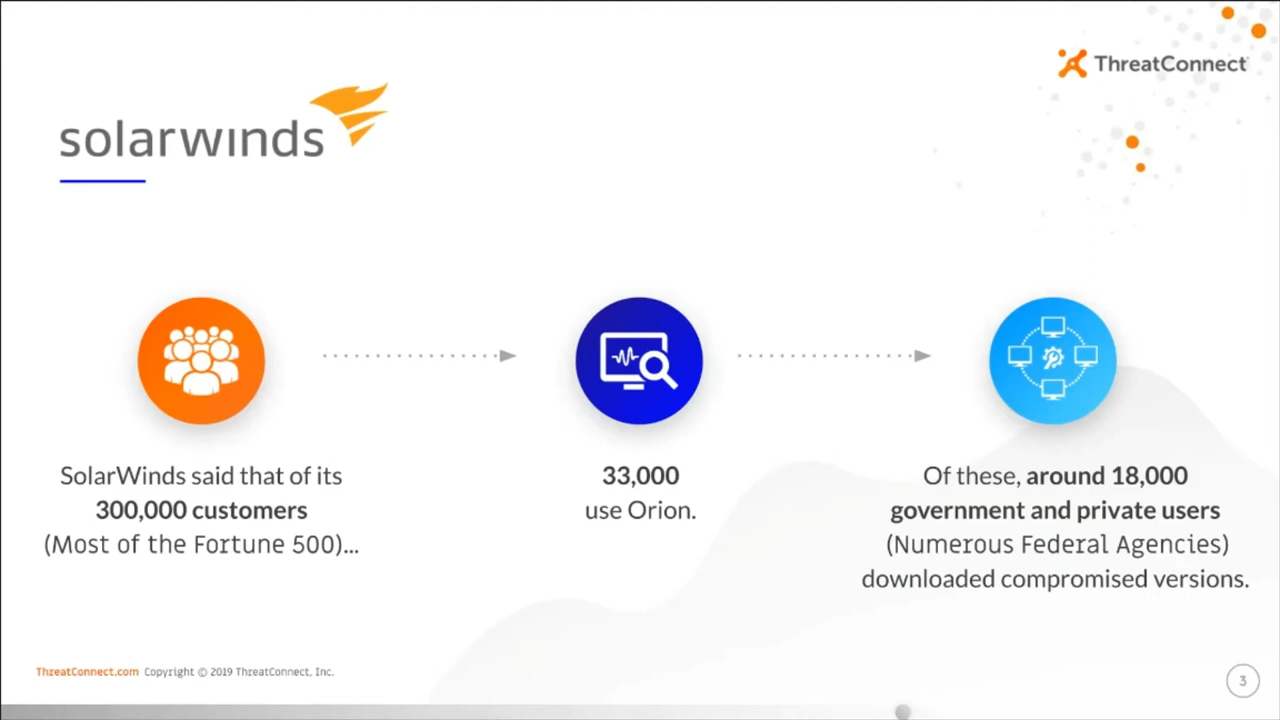 ThreatConnect
solarwinds
SolarWinds said that of its
300,000 customers
(Most of the Fortune 500)...
33,000
use Orion.
Of these, around 18,000
government and private users
(Numerous Federal Agencies)
downloaded compromised versions.
ThreatConnect.com Copyright © 2019 ThreatConnect, Inc.
3